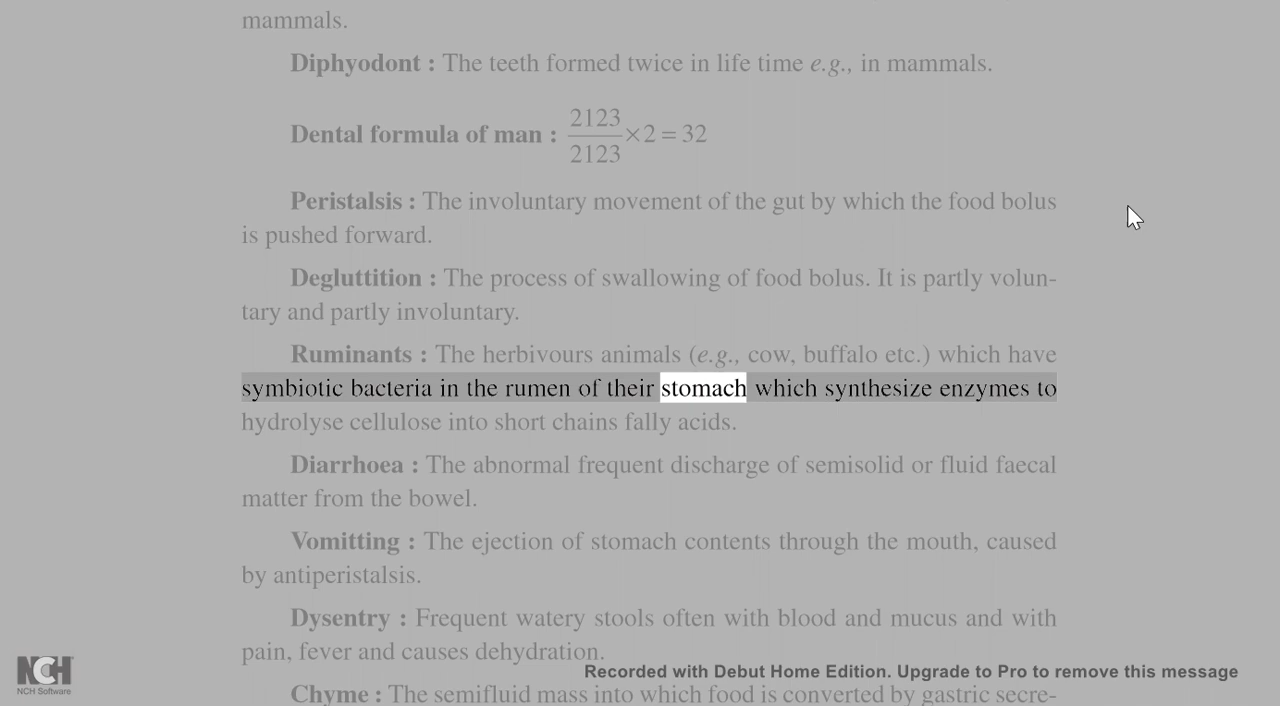 mammals.
Diphyodont : The teeth formed twice in life time e.g., in mammals.
Dental formula of man : 2123/2123 ×2 = 32
Peristalsis : The involuntary movement of the gut by which the food bolus
is pushed forward.
Degluttition : The process of swallowing of food bolus. It is partly volun-
tary and partly involuntary.
Ruminants : The herbivours animals (e.g., cow, buffalo etc.) which have
symbiotic bacteria in the rumen of their stomach which synthesize enzymes to
hydrolyse cellulose into short chains fally acids.
Diarrhoea : The abnormal frequent discharge of semisolid or fluid faecal
matter from the bowel.
Vomitting : The ejection of stomach contents through the mouth, caused
by antiperistalsis.
Dysentry : Frequent watery stools often with blood and mucus and with
pain, fever and causes dehydration.
Chyme : The semifluid mass into which food is converted by gastric secre-
NCH
NCH Software
Recorded with Debut Home Edition. Upgrade to Pro to remove this message